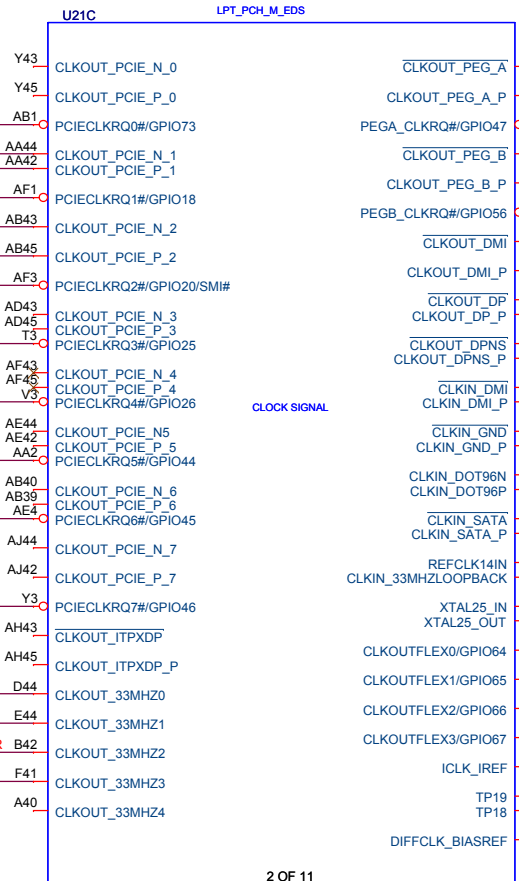 U21C
LPT_PCH_M_EDS
Y43 CLKOUT_PCIE_N_0 CLKOUT_PEG_A
Y45 CLKOUT_PCIE_P_0 CLKOUT_PEG_A_P
AB1 PCIECLKRQ0#/GPIO73 PEGA_CLKRQ#/GPIO47
AA44 CLKOUT_PCIE_N_1 CLKOUT_PEG_B
AA42 CLKOUT_PCIE_P_1
CLKOUT_PEG_B_P
AF1 PCIECLKRQ1#/GPIO18
PEGB_CLKRQ#/GPIO56
AB43 CLKOUT_PCIE_N_2
CLKOUT_DMI
AB45 CLKOUT_PCIE_P_2
CLKOUT_DMI_P
AF3 PCIECLKRQ2#/GPIO20/SMI#
CLKOUT_DP
AD43 CLKOUT_PCIE_N_3 CLKOUT_DP_P
AD45 CLKOUT_PCIE_P_3
T3 PCIECLKRQ3#/GPIO25 CLKOUT_DPNS
CLKOUT_DPNS_P
AF43 CLKOUT_PCIE_N_4
AF45 CLKOUT_PCIE_P_4 CLKIN_DMI
V3 PCIECLKRQ4#/GPIO26 CLKIN_DMI_P
CLOCK SIGNAL
AE44 CLKOUT_PCIE_N5 CLKIN_GND
AE42 CLKOUT_PCIE_P_5 CLKIN_GND_P
AA2 PCIECLKRQ5#/GPIO44
CLKIN_DOT96N
AB40 CLKOUT_PCIE_N_6 CLKIN_DOT96P
AB39 CLKOUT_PCIE_P_6
AE4 PCIECLKRQ6#/GPIO45 CLKIN_SATA
CLKIN_SATA_P
AJ44 CLKOUT_PCIE_N_7
REFCLK14IN
AJ42 CLKOUT_PCIE_P_7 CLKIN_33MHZLOOPBACK
Y3 PCIECLKRQ7#/GPIO46 XTAL25_IN
XTAL25_OUT
AH43 CLKOUT_ITPXDP
CLKOUTFLEX0/GPIO64
AH45 CLKOUT_ITPXDP_P
CLKOUTFLEX1/GPIO65
D44 CLKOUT_33MHZ0
CLKOUTFLEX2/GPIO66
E44 CLKOUT_33MHZ1
CLKOUTFLEX3/GPIO67
B42 CLKOUT_33MHZ2
ICLK_IREF
F41 CLKOUT_33MHZ3
TP19
A40 CLKOUT_33MHZ4 TP18
DIFFCLK_BIASREF
2 OF 11